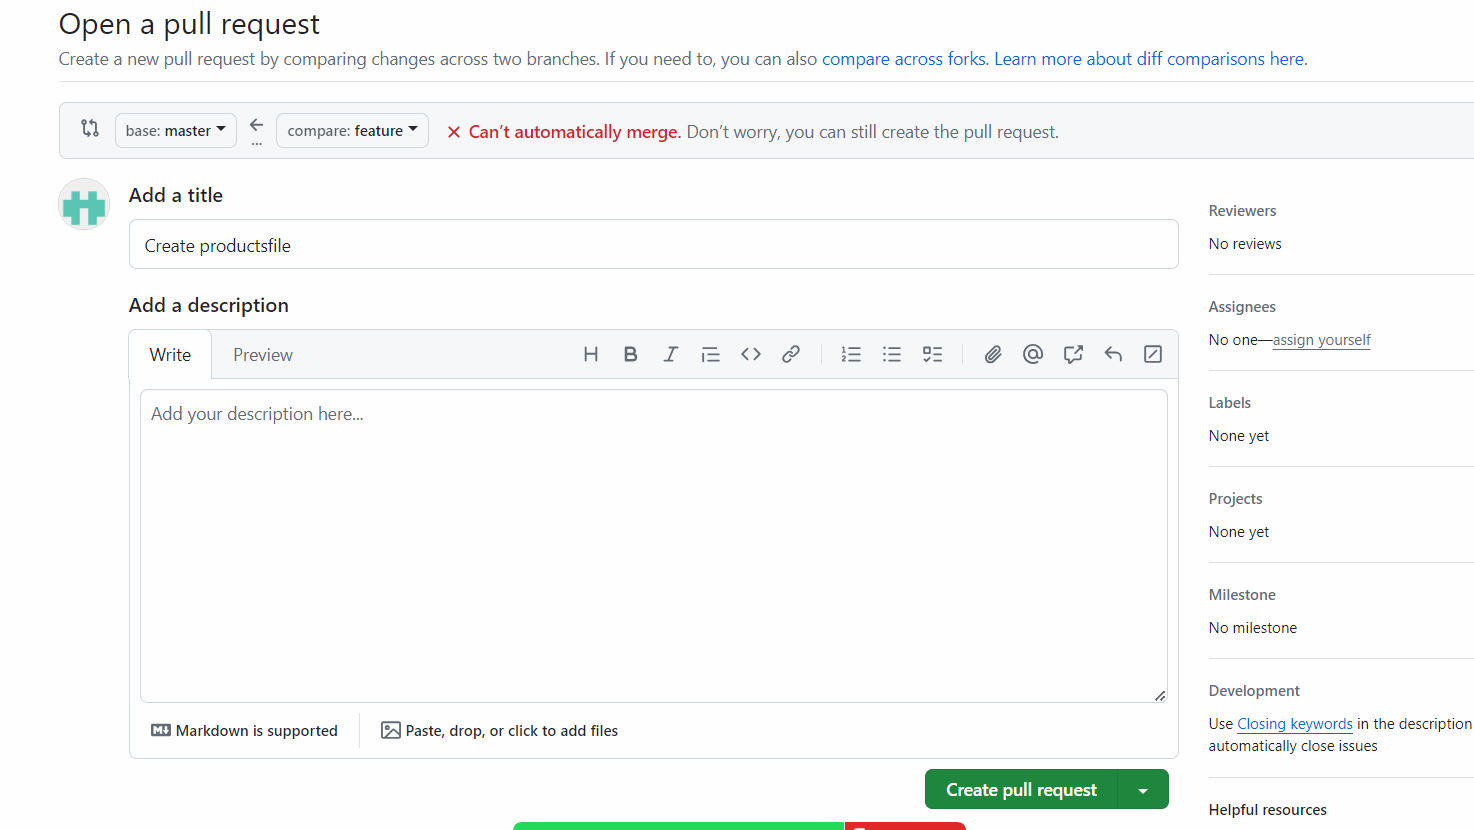 Open a pull request
Create a new pull request by comparing changes across two branches. If you need to, you can also compare across forks. Learn more about diff comparisons here.
base: master
...
compare: feature
Can’t automatically merge. Don’t worry, you can still create the pull request.
Add a title
Create productsfile
Add a description
Write
Preview
Add your description here...
Markdown is supported
Paste, drop, or click to add files
Create pull request
Reviewers
No reviews
Assignees
No one—assign yourself
Labels
None yet
Projects
None yet
Milestone
No milestone
Development
Use Closing keywords in the description
automatically close issues
Helpful resources